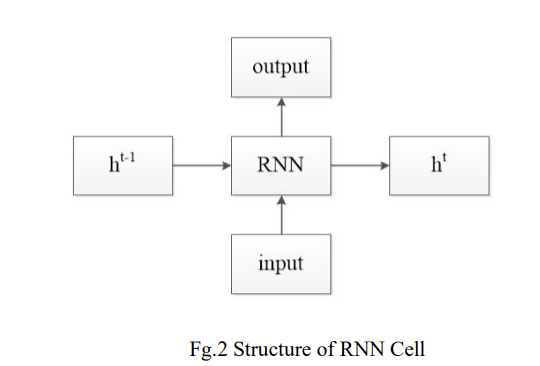 output
h^t-1
RNN
h^t
input
Fg.2 Structure of RNN Cell